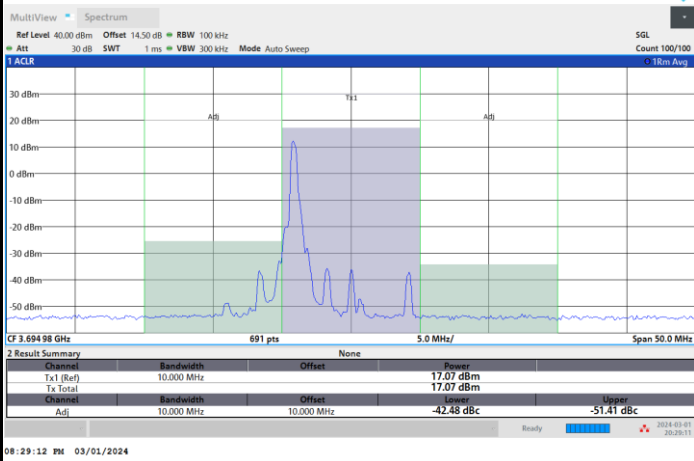 MultiView Spectrum
Ref Level 40.00 dBm Offset 14.50 dB RBW 100 kHz SGL
Att 30 dB SWT 1 ms VBW 300 kHz Mode Auto Sweep Count 100/100
1 ACLR 1Rm Avg
30 dBm
Tx1
20 dBm
Adj Adj
10 dBm
0 dBm
-10 dBm
-20 dBm
-30 dBm
-40 dBm
-50 dBm
CF 3.694 98 GHz 691 pts 5.0 MHz/ Span 50.0 MHz
2 Result Summary None
Channel Bandwidth Offset Power
Tx1 (Ref) 10.000 MHz 17.07 dBm
Tx Total 17.07 dBm
Channel Bandwidth Offset Lower Upper
Adj 10.000 MHz 10.000 MHz -42.48 dBc -51.41 dBc
Ready 2024-03-01
20:29:11
08:29:12 PM 03/01/2024